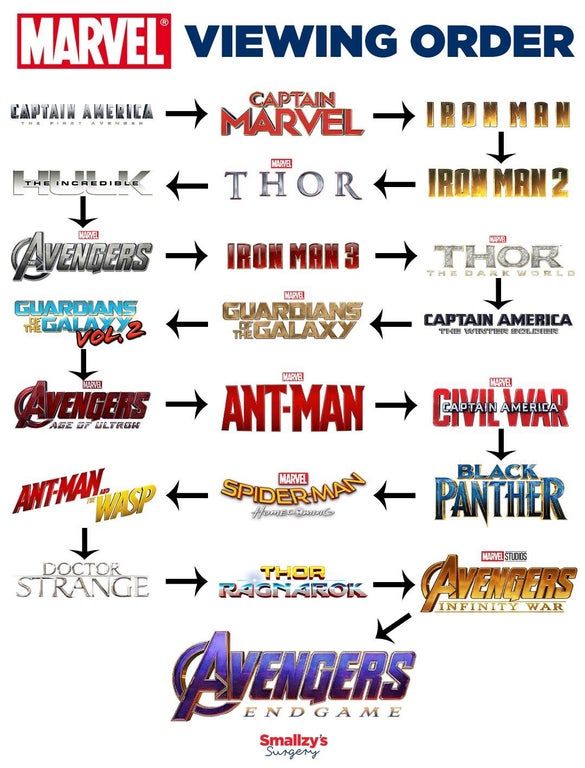 MARVEL® VIEWING ORDER
CAPTAIN AMERICA
THE FIRST AVENGER
CAPTAIN
MARVEL
IRON MAN
HULK
THE INCREDIBLE
MARVEL
THOR
IRON MAN 2
MARVEL
AVENGERS
IRON MAN 3
MARVEL
THOR
THE DARK WORLD
GUARDIANS
OF THE GALAXY
VOL. 2
MARVEL
GUARDIANS
OF THE GALAXY
CAPTAIN AMERICA
THE WINTER SOLDIER
MARVEL
AVENGERS
AGE OF ULTRON
MARVEL
ANT-MAN
MARVEL
CIVIL WAR
CAPTAIN AMERICA
ANT-MAN AND
THE WASP
MARVEL
SPIDER-MAN
HOMECOMING
BLACK
PANTHER
DOCTOR
STRANGE
THOR
RAGNAROK
MARVEL STUDIOS
AVENGERS
INFINITY WAR
AVENGERS
ENDGAME
Smallzy's
Surgery